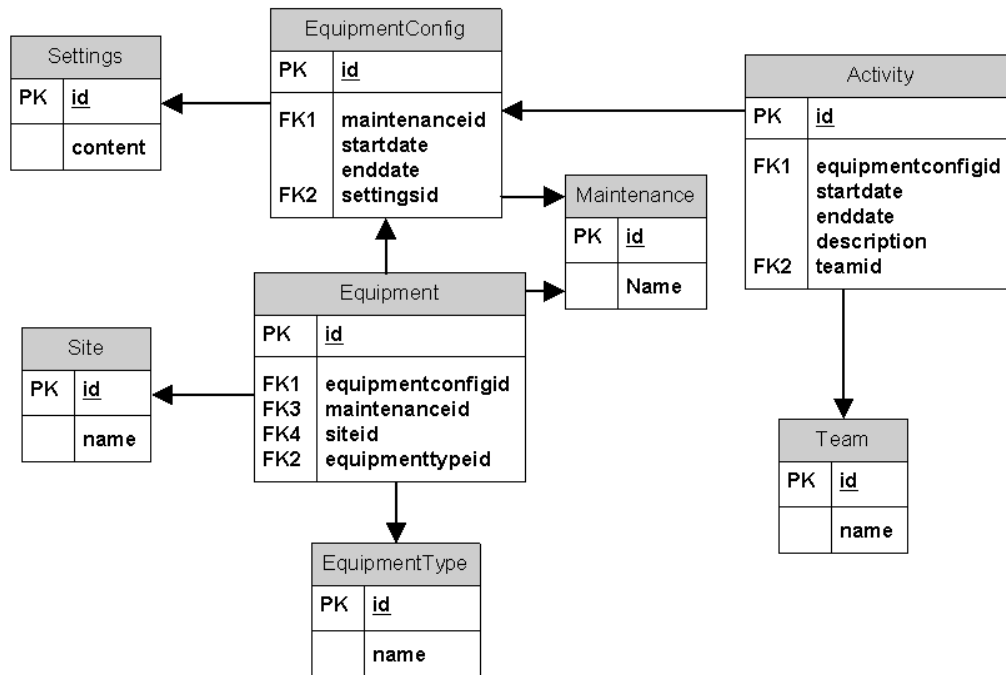 EquipmentConfig
PK id
FK1 maintenanceid
startdate
enddate
FK2 settingsid
Settings
PK id
content
Activity
PK id
FK1 equipmentconfigid
startdate
enddate
description
FK2 teamid
Maintenance
PK id
Name
Equipment
PK id
FK1 equipmentconfigid
FK3 maintenanceid
FK4 siteid
FK2 equipmenttypeid
Site
PK id
name
Team
PK id
name
EquipmentType
PK id
name